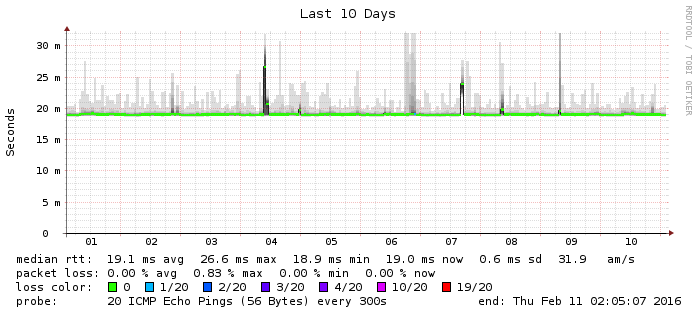 Last 10 Days
RRDTOOL / TOBI OETIKER
Seconds
30 m
25 m
20 m
15 m
10 m
5 m
0
01 02 03 04 05 06 07 08 09 10
median rtt: 19.1 ms avg 26.6 ms max 18.9 ms min 19.0 ms now 0.6 ms sd 31.9 am/s
packet loss: 0.00 % avg 0.83 % max 0.00 % min 0.00 % now
loss color: 0 1/20 2/20 3/20 4/20 10/20 19/20
probe: 20 ICMP Echo Pings (56 Bytes) every 300s end: Thu Feb 11 02:05:07 2016